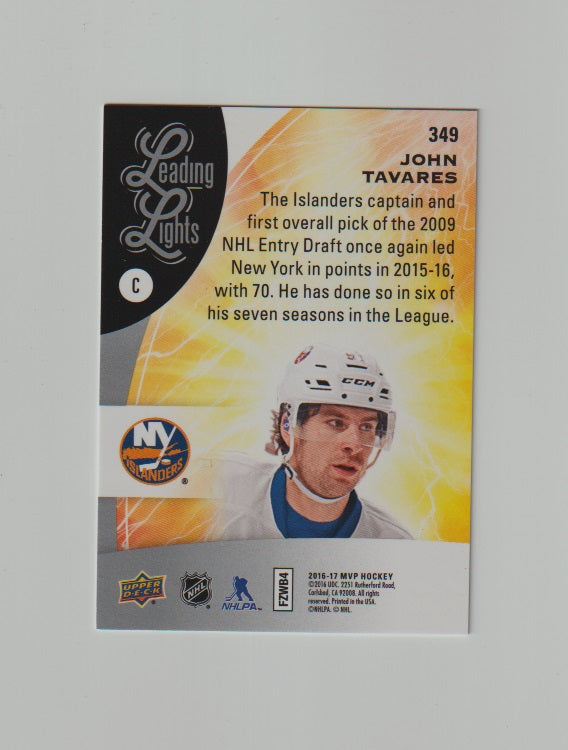 Leading
Lights
C
349
JOHN
TAVARES
The Islanders captain and
first overall pick of the 2009
NHL Entry Draft once again led
New York in points in 2015-16,
with 70. He has done so in six of
his seven seasons in the League.
91
CCM
NY
ISLANDERS
®
UPPER
D·E·C·K
NHL
®
NHLPA
FZWB4
2016-17 MVP HOCKEY
©2016 UDC. 2251 Rutherford Road,
Carlsbad, CA 92008. All rights
reserved. Printed in the USA.
©NHLPA. © NHL.